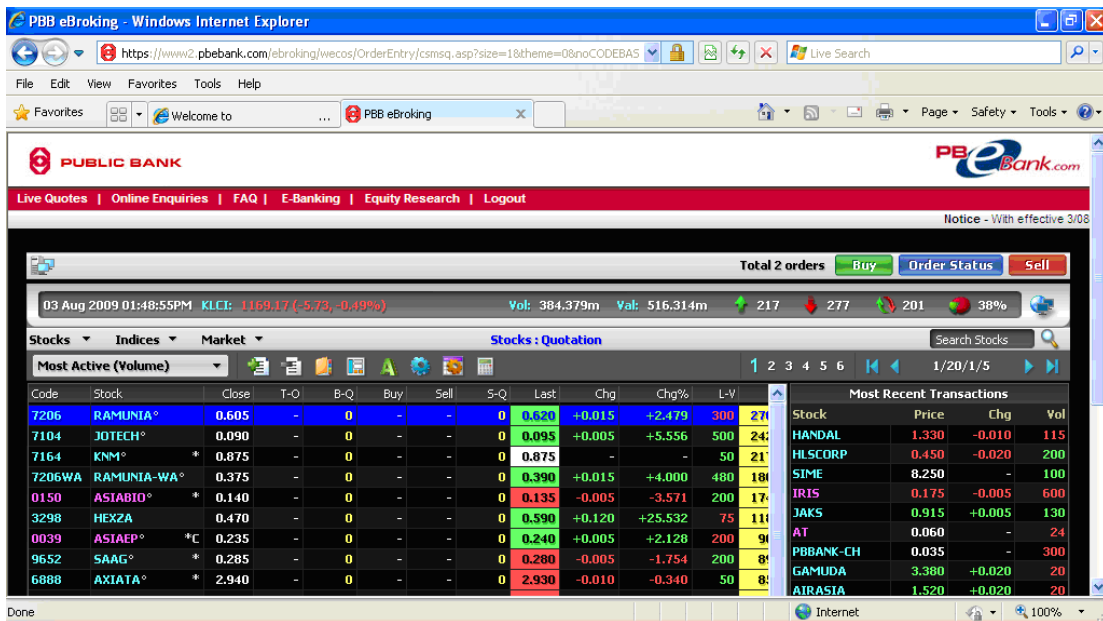 PBB eBroking - Windows Internet Explorer
https://www2.pbebank.com/ebroking/wecos/OrderEntry/csmsq.asp?size=1&theme=0&noCODEBAS
Live Search
File Edit View Favorites Tools Help
Favorites Welcome to ... PBB eBroking Page Safety Tools
PUBLIC BANK
PB eBank.com
Live Quotes | Online Enquiries | FAQ | E-Banking | Equity Research | Logout
Notice - With effective 3/08
Total 2 orders Buy Order Status Sell
03 Aug 2009 01:48:55PM KLCI: 1169.17 (-5.73, -0.49%) Vol: 384.379m Val: 516.314m 217 277 201 38%
Stocks Indices Market Stocks : Quotation Search Stocks
Most Active (Volume) 1 2 3 4 5 6 1/20/1/5
Code Stock Close T-O B-Q Buy Sell S-Q Last Chg Chg% L-V
7206 RAMUNIA° 0.605 - 0 - - 0 0.620 +0.015 +2.479 300
7104 JOTECH° 0.090 - 0 - - 0 0.095 +0.005 +5.556 500
7164 KNM° * 0.875 - 0 - - 0 0.875 - - 50
7206WA RAMUNIA-WA° 0.375 - 0 - - 0 0.390 +0.015 +4.000 480
0150 ASIABIO° * 0.140 - 0 - - 0 0.135 -0.005 -3.571 200
3298 HEXZA 0.470 - 0 - - 0 0.590 +0.120 +25.532 75
0039 ASIAEP° *C 0.235 - 0 - - 0 0.240 +0.005 +2.128 200
9652 SAAG° * 0.285 - 0 - - 0 0.280 -0.005 -1.754 200
6888 AXIATA° * 2.940 - 0 - - 0 2.930 -0.010 -0.340 50
Most Recent Transactions
Stock Price Chg Vol
HANDAL 1.330 -0.010 115
HLSCORP 0.450 -0.020 200
SIME 8.250 - 100
IRIS 0.175 -0.005 600
JAKS 0.915 +0.005 130
AT 0.060 - 24
PBBANK-CH 0.035 - 300
GAMUDA 3.380 +0.020 20
AIRASIA 1.520 +0.020 20
Done Internet 100%